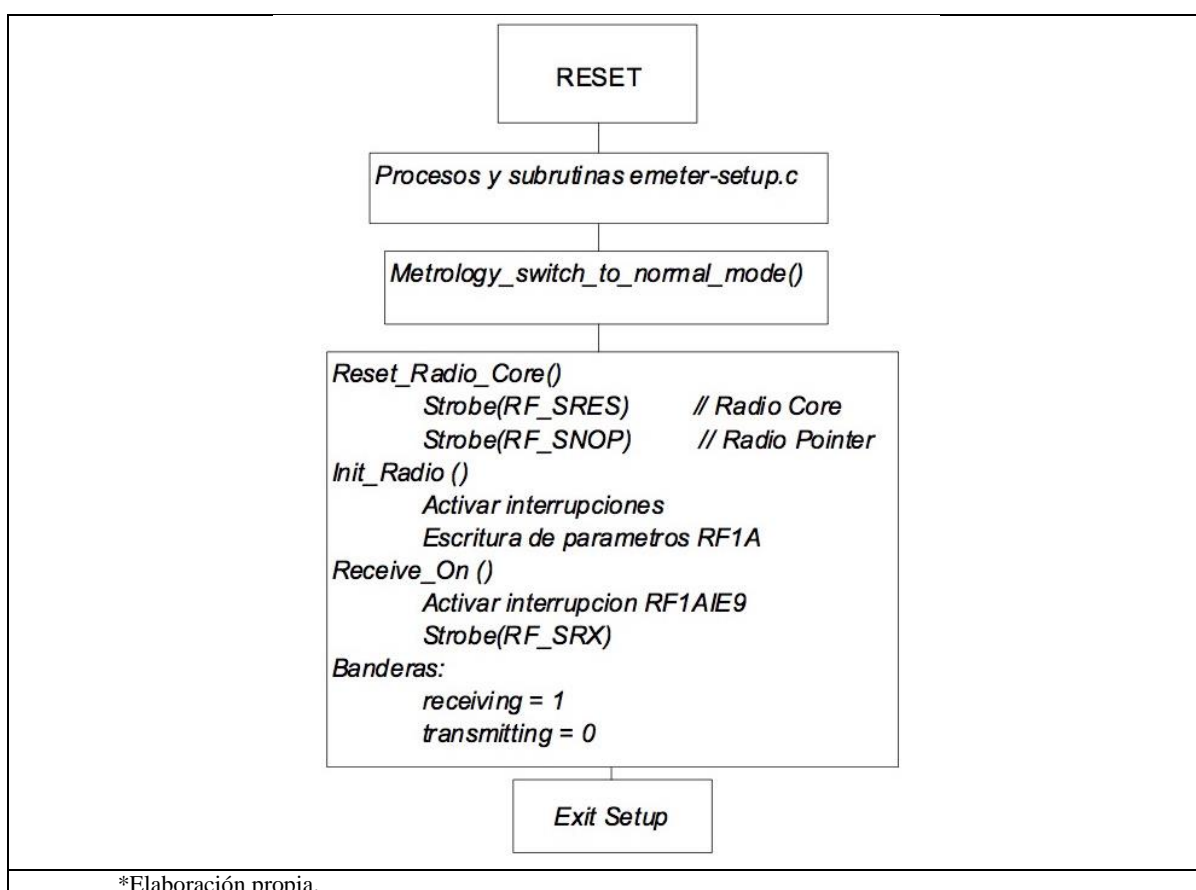 RESET
Procesos y subrutinas emeter-setup.c
Metrology_switch_to_normal_mode()
Reset_Radio_Core()
Strobe(RF_SRES) // Radio Core
Strobe(RF_SNOP) // Radio Pointer
Init_Radio ()
Activar interrupciones
Escritura de parametros RF1A
Receive_On ()
Activar interrupcion RF1AIE9
Strobe(RF_SRX)
Banderas:
receiving = 1
transmitting = 0
Exit Setup
*Elaboración propia.